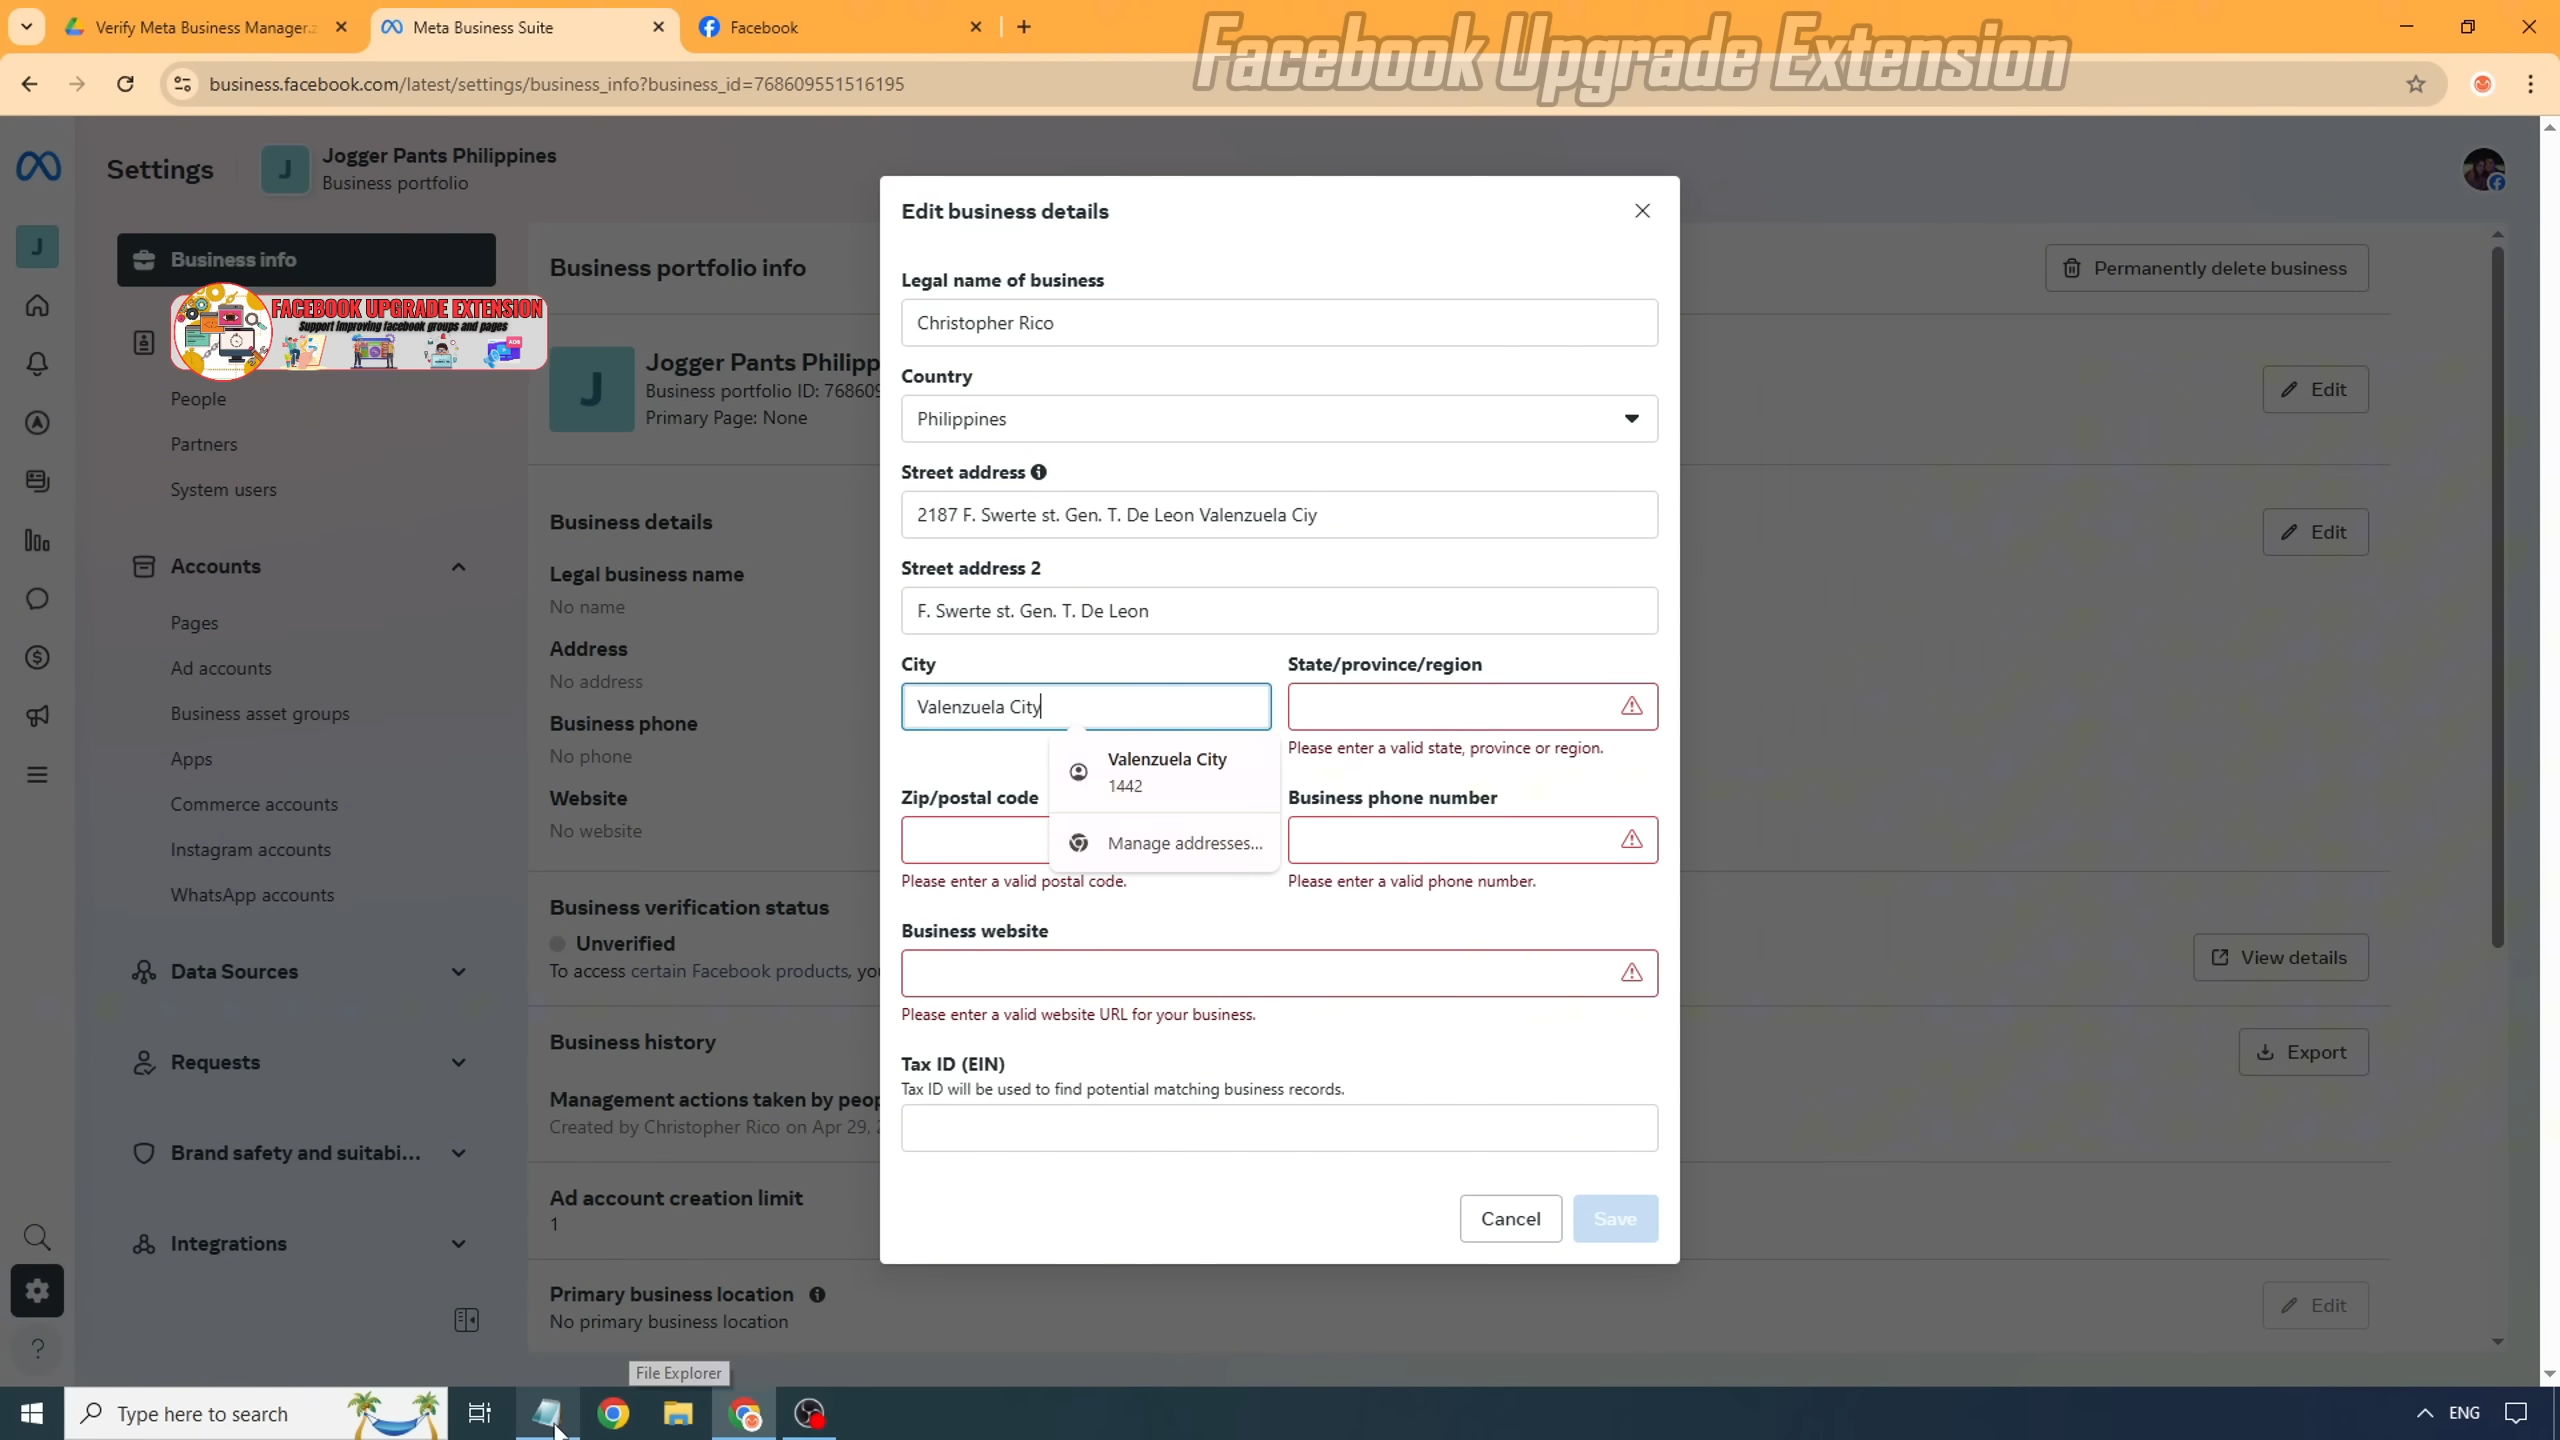 Verify Meta Business Manager.z
Meta Business Suite
Facebook
Facebook Upgrade Extension
business.facebook.com/latest/settings/business_info?business_id=768609551516195
Settings
J
Jogger Pants Philippines
Business portfolio
J
Business info
FACEBOOK UPGRADE EXTENSION
Support improving facebook groups and pages
ADS
People
Partners
System users
Accounts
Pages
Ad accounts
Business asset groups
Apps
Commerce accounts
Instagram accounts
WhatsApp accounts
Data Sources
Requests
Brand safety and suitabi...
Integrations
Business portfolio info
Permanently delete business
J
Jogger Pants Philipp
Business portfolio ID: 768609
Primary Page: None
Edit
Business details
Edit
Legal business name
No name
Address
No address
Business phone
No phone
Website
No website
Business verification status
Unverified
To access certain Facebook products, you
View details
Business history
Export
Management actions taken by peop
Created by Christopher Rico on Apr 29, 2
Ad account creation limit
1
Primary business location
No primary business location
Edit
Edit business details
Legal name of business
Christopher Rico
Country
Philippines
Street address
2187 F. Swerte st. Gen. T. De Leon Valenzuela Ciy
Street address 2
F. Swerte st. Gen. T. De Leon
City
State/province/region
Valenzuela City
Please enter a valid state, province or region.
Valenzuela City
1442
Manage addresses...
Zip/postal code
Business phone number
Please enter a valid postal code.
Please enter a valid phone number.
Business website
Please enter a valid website URL for your business.
Tax ID (EIN)
Tax ID will be used to find potential matching business records.
Cancel
Save
File Explorer
Type here to search
ENG